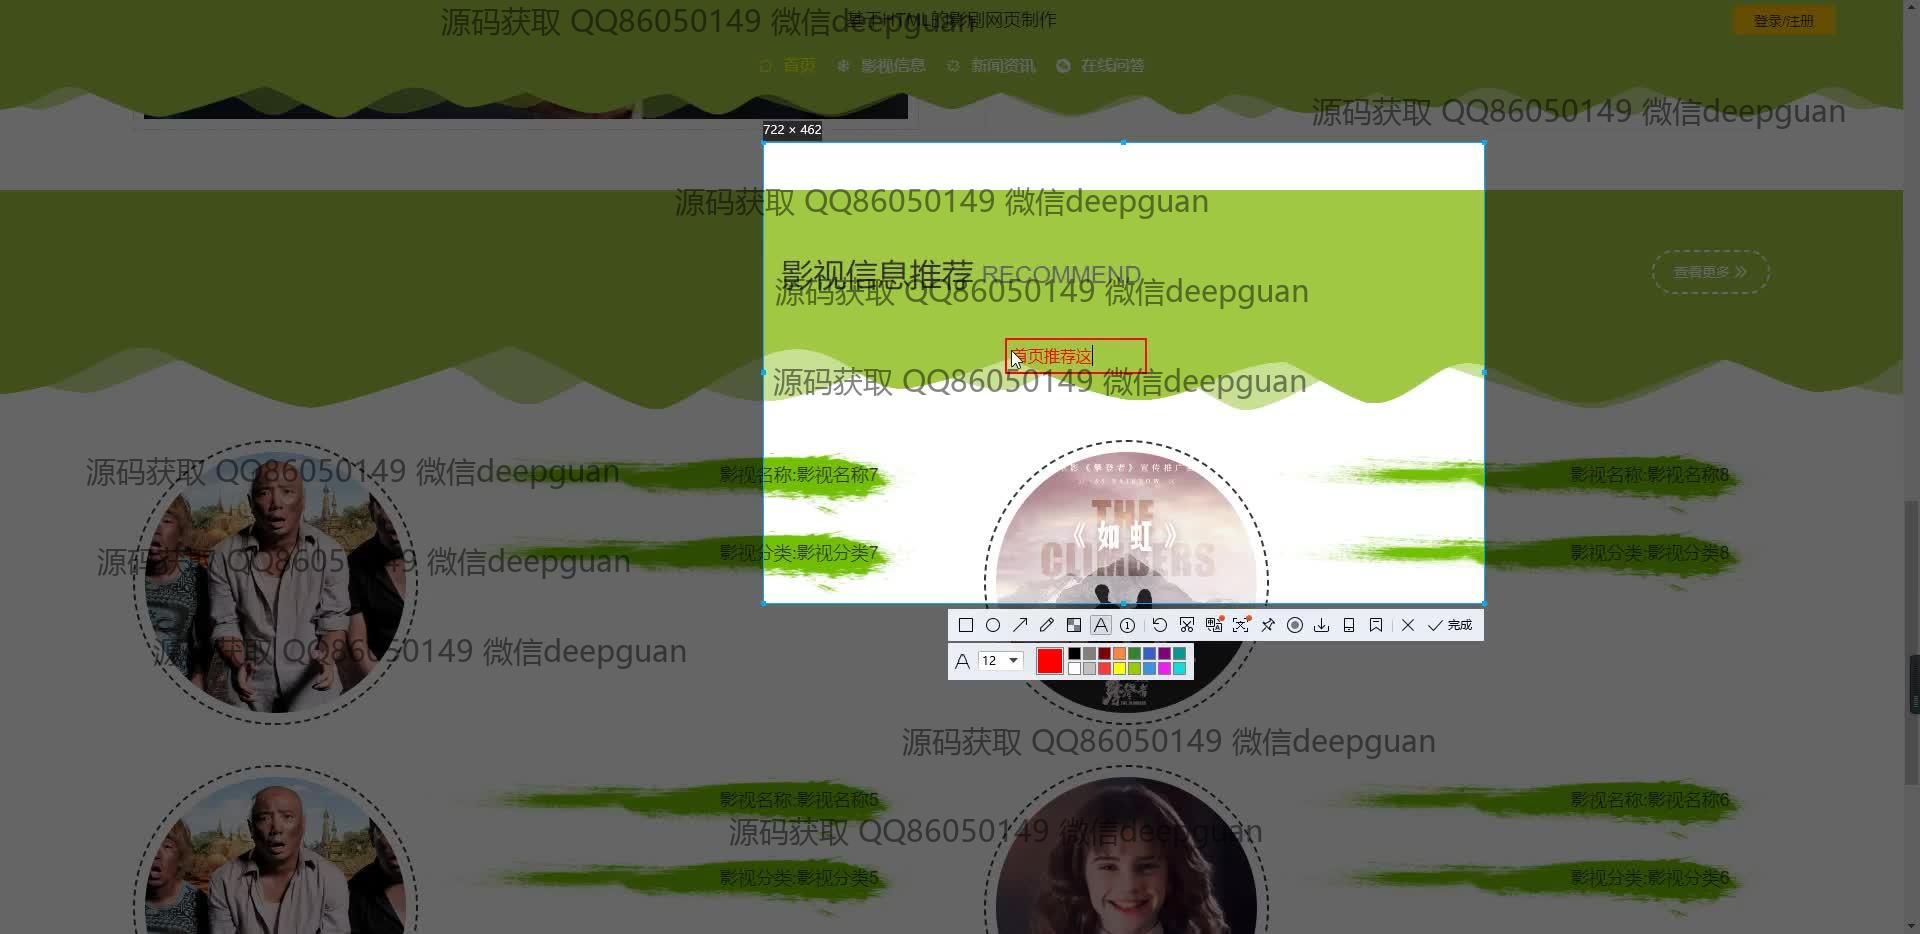 源码获取 QQ86050149 微信deepguan
基于HTML的影剧网页制作
登录/注册
首页
影视信息
新闻资讯
在线问答
源码获取 QQ86050149 微信deepguan
722 × 462
源码获取 QQ86050149 微信deepguan
影视信息推荐 RECOMMEND
查看更多
源码获取 QQ86050149 微信deepguan
首页推荐这
源码获取 QQ86050149 微信deepguan
源码获取 QQ86050149 微信deepguan
影视名称:影视名称7
影视名称:影视名称8
THE
《如虹》
CLIMBERS
影视分类:影视分类7
影视分类:影视分类8
源码获取 QQ86050149 微信deepguan
完成
源码获取 QQ86050149 微信deepguan
12
攀登者
源码获取 QQ86050149 微信deepguan
影视名称:影视名称5
影视名称:影视名称6
源码获取 QQ86050149 微信deepguan
影视分类:影视分类5
影视分类:影视分类6